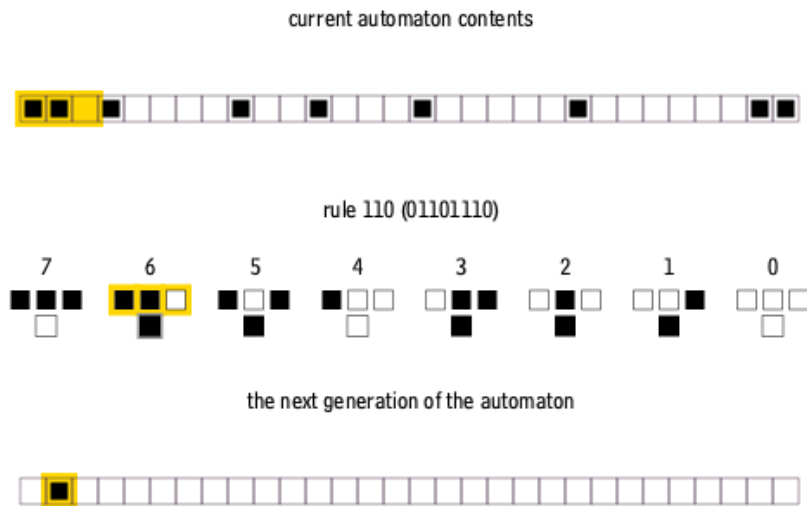 current automaton contents
rule 110 (01101110)
7 6 5 4 3 2 1 0
the next generation of the automaton